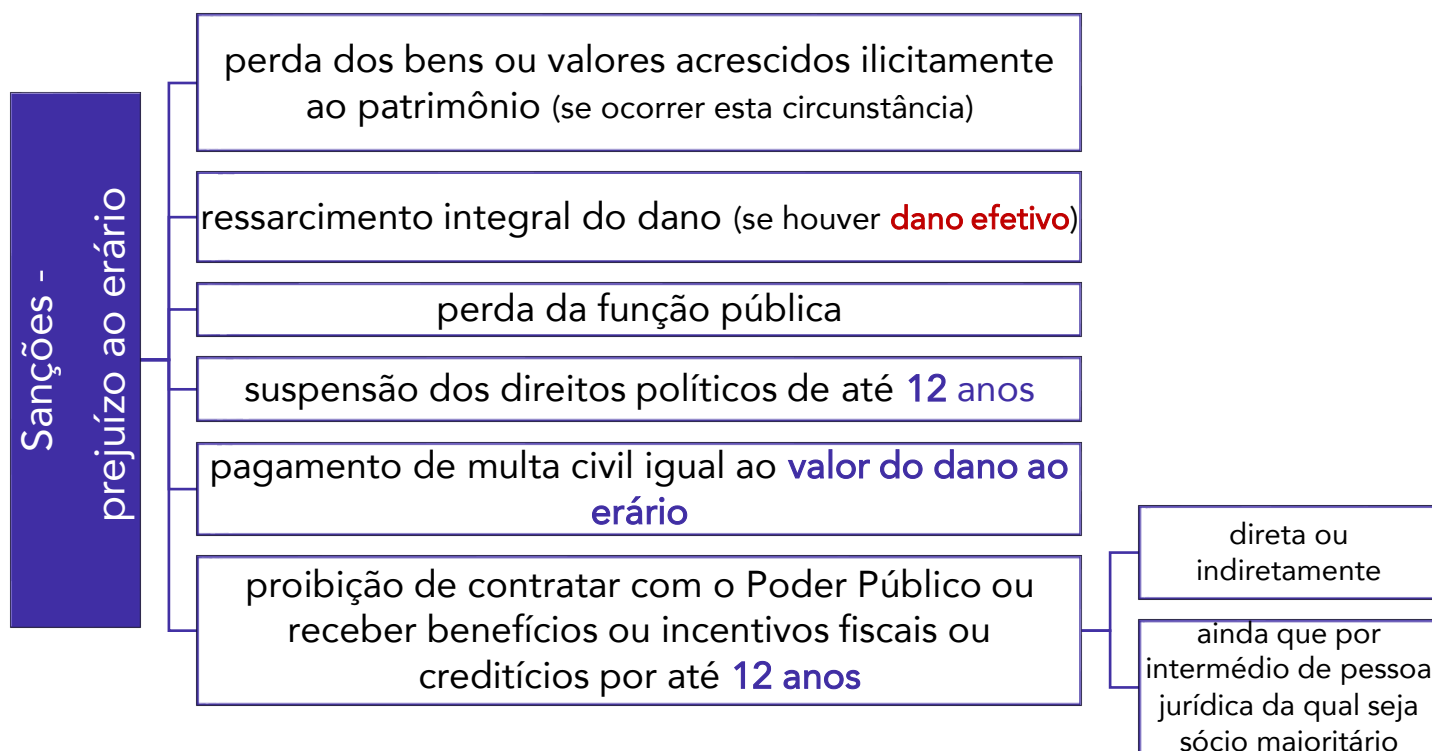 Sanções -
prejuízo ao erário
perda dos bens ou valores acrescidos ilicitamente
ao patrimônio (se ocorrer esta circunstância)
ressarcimento integral do dano (se houver dano efetivo)
perda da função pública
suspensão dos direitos políticos de até 12 anos
pagamento de multa civil igual ao valor do dano ao
erário
proibição de contratar com o Poder Público ou
receber benefícios ou incentivos fiscais ou
creditícios por até 12 anos
direta ou
indiretamente
ainda que por
intermédio de pessoa
jurídica da qual seja
sócio majoritário